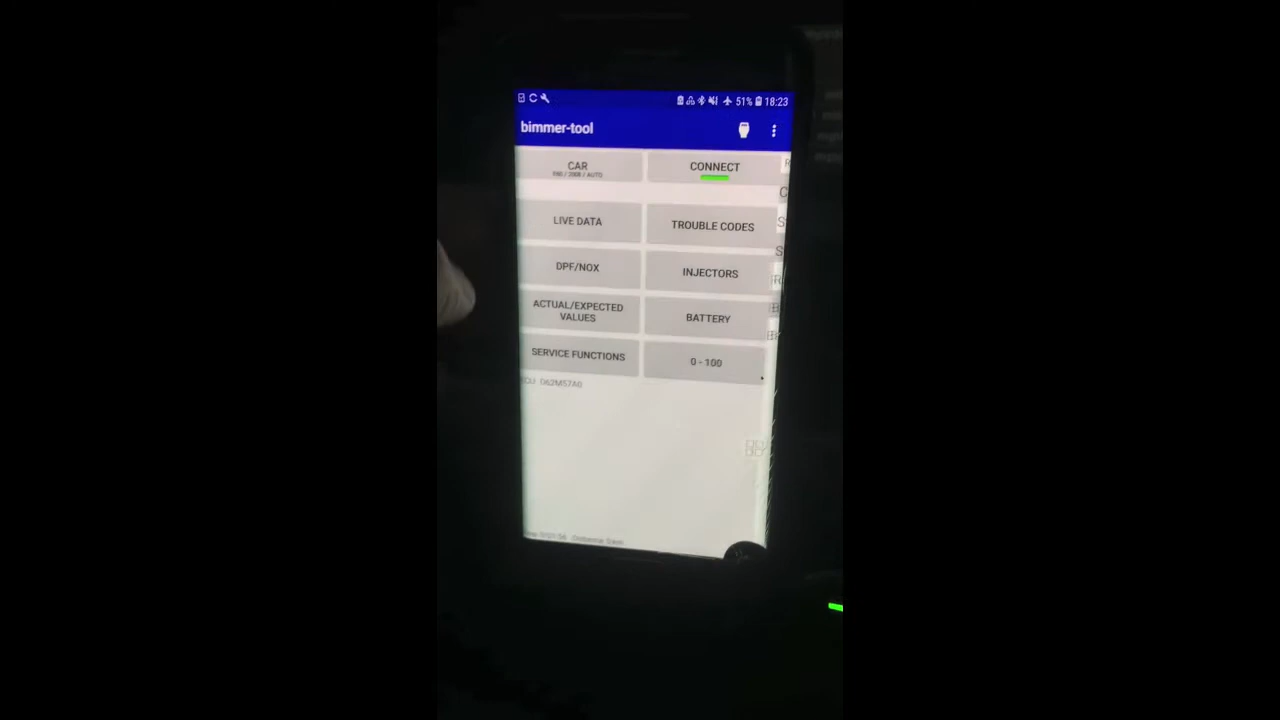 51% 18:23
bimmer-tool
CAR
CONNECT
LIVE DATA
TROUBLE CODES
DPF/NOX
INJECTORS
ACTUAL/EXPECTED
VALUES
BATTERY
SERVICE FUNCTIONS
0 - 100
D62M57A0